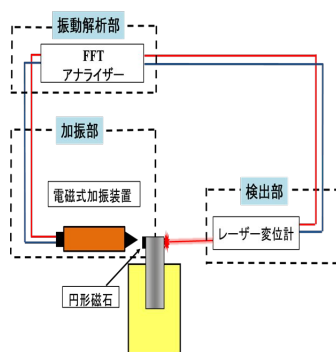 振動解析部
FFT
アナライザー
加振部
電磁式加振装置
検出部
レーザー変位計
円形磁石